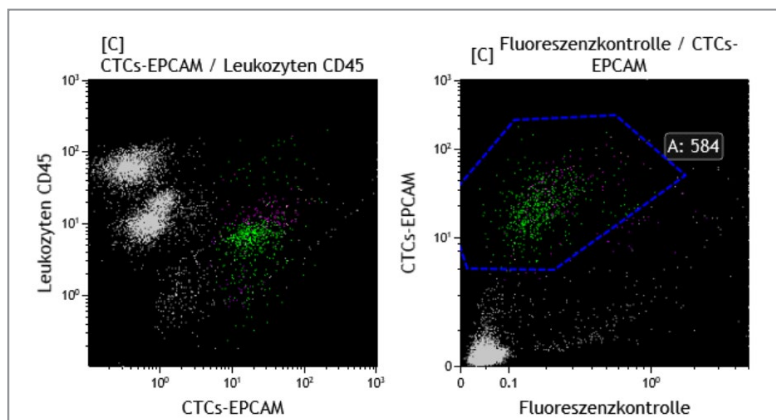 [C]
CTCs-EPCAM / Leukozyten CD45
10³
10²
10¹
10⁰
Leukozyten CD45
10⁰
10¹
10²
10³
CTCs-EPCAM
[C]
Fluoreszenzkontrolle / CTCs-
EPCAM
10³
10²
10¹
0
CTCs-EPCAM
A: 584
0
0.1
10⁰
Fluoreszenzkontrolle